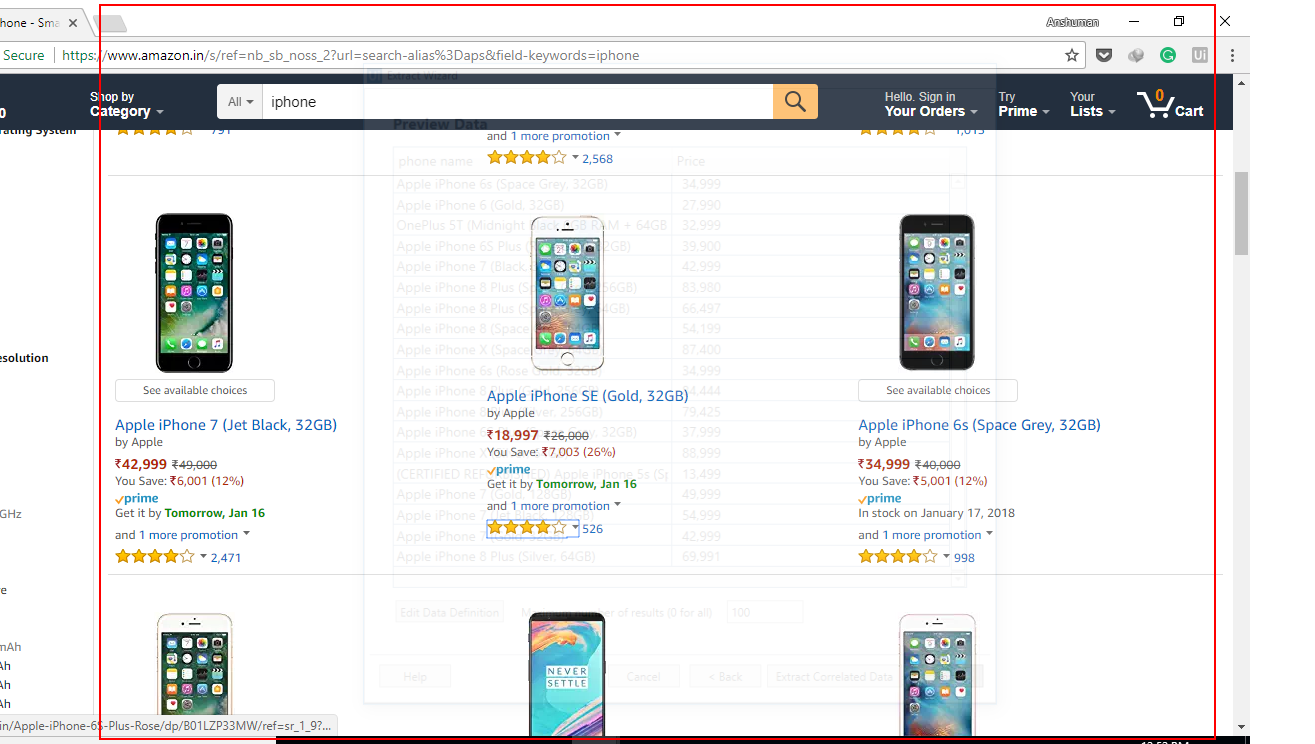 hone - Sma
Anshuman
Secure
https://www.amazon.in/s/ref=nb_sb_noss_2?url=search-alias%3Daps&field-keywords=iphone
Extract Wizard
Shop by
Category
All
iphone
Hello. Sign in
Your Orders
Try
Prime
Your
Lists
0
Cart
0
rating System
791
Preview Data
and 1 more promotion
1,013
2,568
phone name
Price
Apple iPhone 6s (Space Grey, 32GB)
34,999
Apple iPhone 6 (Gold, 32GB)
27,990
OnePlus 5T (Midnight Black 6GB RAM + 64GB
32,999
Apple iPhone 6S Plus
39,900
Apple iPhone 7 (Black,
42,999
Apple iPhone 8 Plus
83,980
Apple iPhone 8 Plus
66,497
Apple iPhone 8 (Space
54,199
Apple iPhone X (Space Grey, 64GB)
87,400
Apple iPhone 6s (Rose Gold, 32GB)
34,999
Apple iPhone 8 Plus (Gold, 256GB)
Apple iPhone 8
79,425
37,999
Apple iPhone X
88,999
(CERTIFIED REFURBISHED) Apple iPhone 5s (Sp
13,499
Apple iPhone 7 (Gold, 128GB)
49,999
Apple iPhone 7 (Jet Black, 128GB)
54,999
Apple iPhone 7
42,999
Apple iPhone 8 Plus (Silver, 64GB)
69,991
esolution
See available choices
Apple iPhone 7 (Jet Black, 32GB)
by Apple
₹42,999 ₹49,000
You Save: ₹6,001 (12%)
prime
Get it by Tomorrow, Jan 16
and 1 more promotion
2,471
Apple iPhone SE (Gold, 32GB)
by Apple
₹18,997 ₹26,000
You Save: ₹7,003 (26%)
prime
Get it by Tomorrow, Jan 16
and 1 more promotion
526
See available choices
Apple iPhone 6s (Space Grey, 32GB)
by Apple
₹34,999 ₹40,000
You Save: ₹5,001 (12%)
prime
In stock on January 17, 2018
and 1 more promotion
998
GHz
re
mAh
Ah
Ah
Ah
Edit Data Definition
number of results (0 for all)
100
NEVER
SETTLE
Help
Cancel
< Back
Extract Correlated Data
in/Apple-iPhone-6S-Plus-Rose/dp/B01LZP33MW/ref=sr_1_9?...